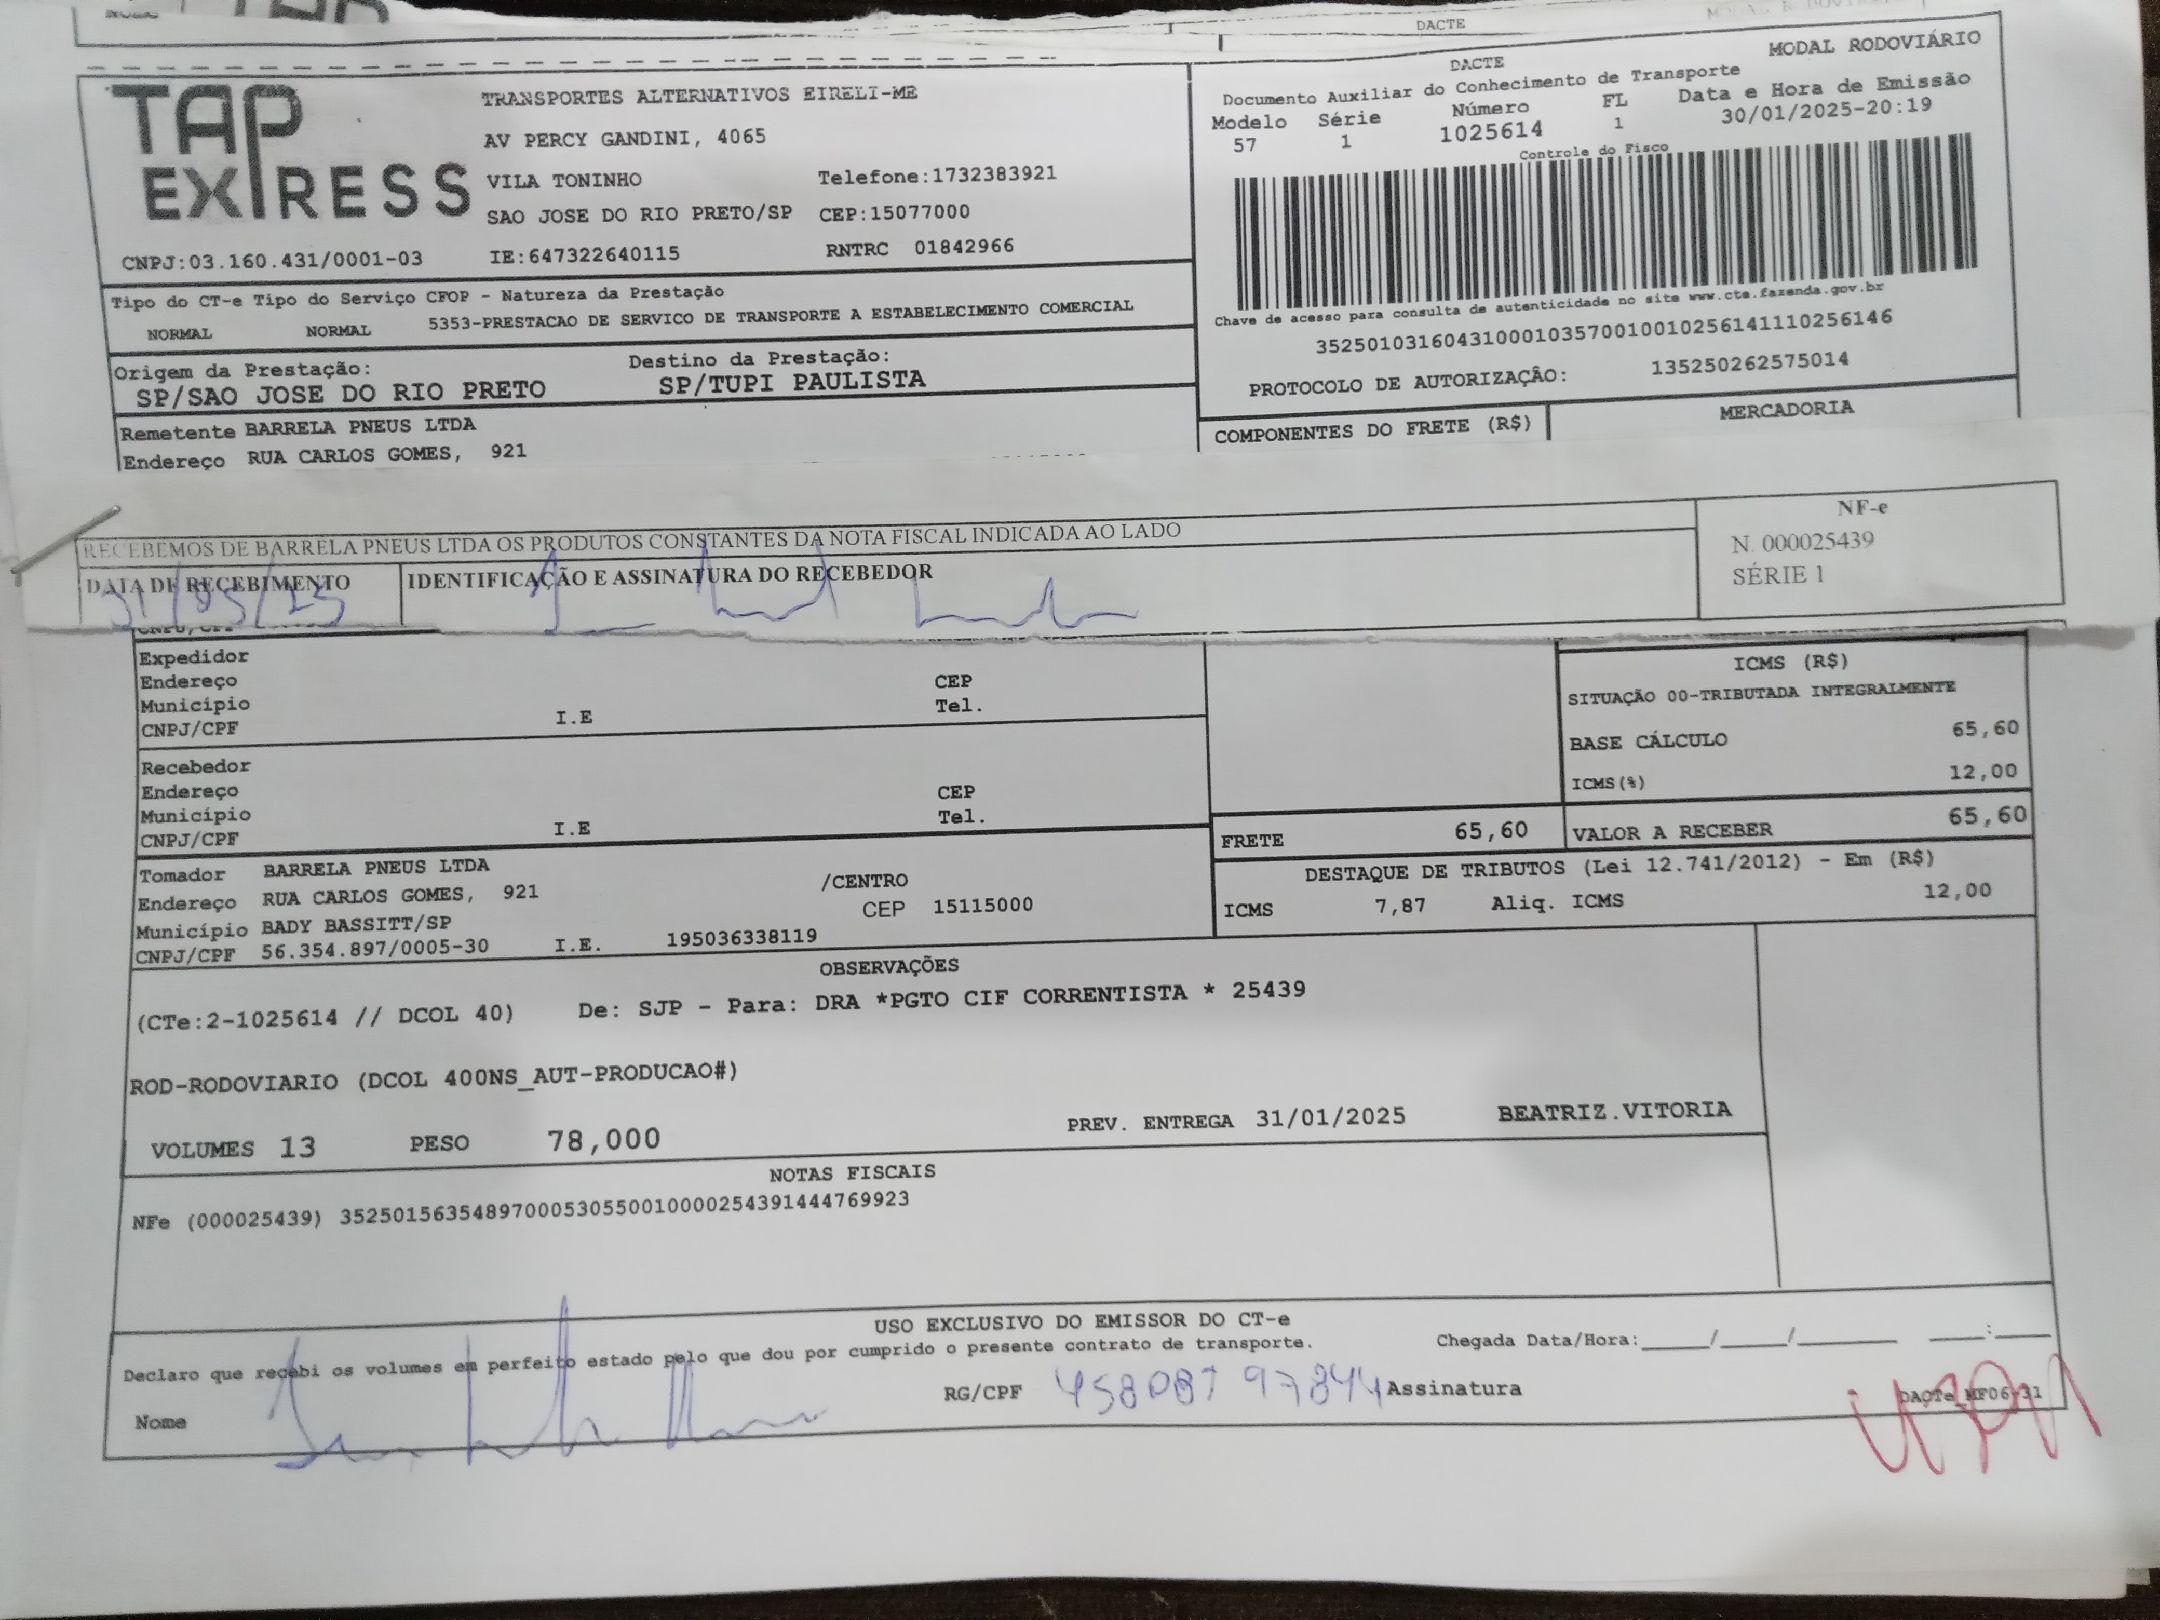 DACTE
TAP EXPRESS
TRANSPORTES ALTERNATIVOS EIRELI-ME
AV PERCY GANDINI, 4065
VILA TONINHO Telefone:1732383921
SAO JOSE DO RIO PRETO/SP CEP:15077000
CNPJ:03.160.431/0001-03 IE:647322640115 RNTRC 01842966
DACTE MODAL RODOVIÁRIO
Documento Auxiliar do Conhecimento de Transporte
Modelo Série Número FL Data e Hora de Emissão
57 1 1025614 1 30/01/2025-20:19
Controle do Fisco
Chave de acesso para consulta de autenticidade no site www.cte.fazenda.gov.br
35250103160431000103570010010256141110256146
PROTOCOLO DE AUTORIZAÇÃO: 135250262575014
Tipo do CT-e Tipo do Serviço CFOP - Natureza da Prestação
NORMAL NORMAL 5353-PRESTACAO DE SERVICO DE TRANSPORTE A ESTABELECIMENTO COMERCIAL
Origem da Prestação: Destino da Prestação:
SP/SAO JOSE DO RIO PRETO SP/TUPI PAULISTA
Remetente BARRELA PNEUS LTDA
Endereço RUA CARLOS GOMES, 921
COMPONENTES DO FRETE (R$) MERCADORIA
RECEBEMOS DE BARRELA PNEUS LTDA OS PRODUTOS CONSTANTES DA NOTA FISCAL INDICADA AO LADO
DATA DE RECEBIMENTO IDENTIFICAÇÃO E ASSINATURA DO RECEBEDOR
NF-e
N. 000025439
SÉRIE 1
Expedidor
Endereço CEP
Município Tel.
CNPJ/CPF I.E
Recebedor
Endereço CEP
Município Tel.
CNPJ/CPF I.E
ICMS (R$)
SITUAÇÃO 00-TRIBUTADA INTEGRALMENTE
BASE CÁLCULO 65,60
ICMS(%) 12,00
FRETE 65,60 VALOR A RECEBER 65,60
Tomador BARRELA PNEUS LTDA
Endereço RUA CARLOS GOMES, 921 /CENTRO
Município BADY BASSITT/SP CEP 15115000
CNPJ/CPF 56.354.897/0005-30 I.E. 195036338119
DESTAQUE DE TRIBUTOS (Lei 12.741/2012) - Em (R$)
ICMS 7,87 Aliq. ICMS 12,00
OBSERVAÇÕES
(CTe:2-1025614 // DCOL 40) De: SJP - Para: DRA *PGTO CIF CORRENTISTA * 25439
ROD-RODOVIARIO (DCOL 400NS_AUT-PRODUCAO#)
VOLUMES 13 PESO 78,000 PREV. ENTREGA 31/01/2025 BEATRIZ.VITORIA
NOTAS FISCAIS
NFe (000025439) 35250156354897000530550010000254391444769923
USO EXCLUSIVO DO EMISSOR DO CT-e
Declaro que recebi os volumes em perfeito estado pelo que dou por cumprido o presente contrato de transporte. Chegada Data/Hora:_____/_____/_______ ____:____
Nome RG/CPF 45808797844 Assinatura DACTe_MF06-31